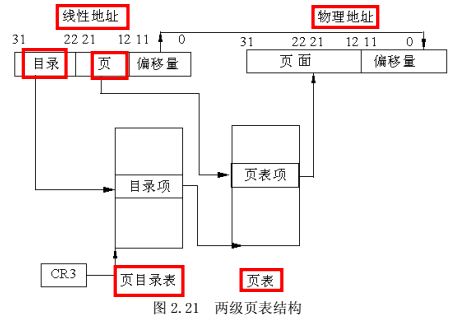 线性地址 物理地址
31 22 21 12 11 0 31 22 21 12 11 0
目录 页 偏移量 页面 偏移量
目录项 页表项
CR3 页目录表 页表
图 2.21 两级页表结构